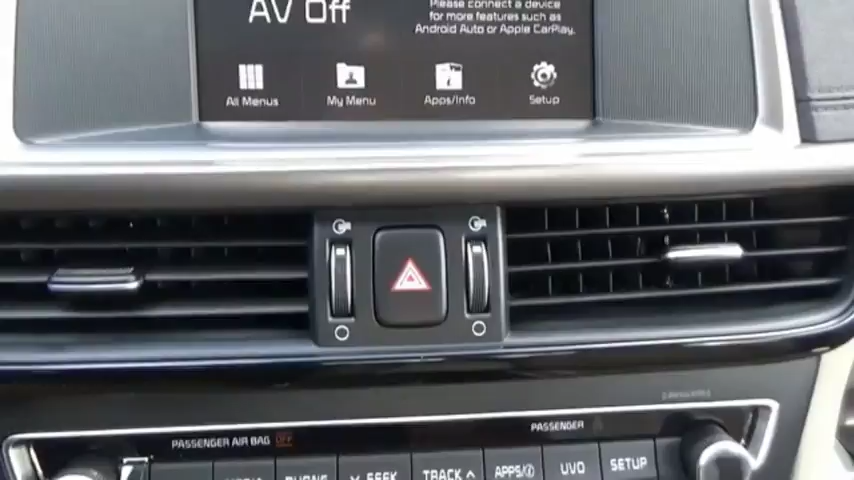 AV Off
Please connect a device
for more features such as
Android Auto or Apple CarPlay.
All Menus
My Menu
Apps/Info
Setup
PASSENGER AIR BAG OFF
PASSENGER
SEEK
TRACK
APPS/i
UVO
SETUP